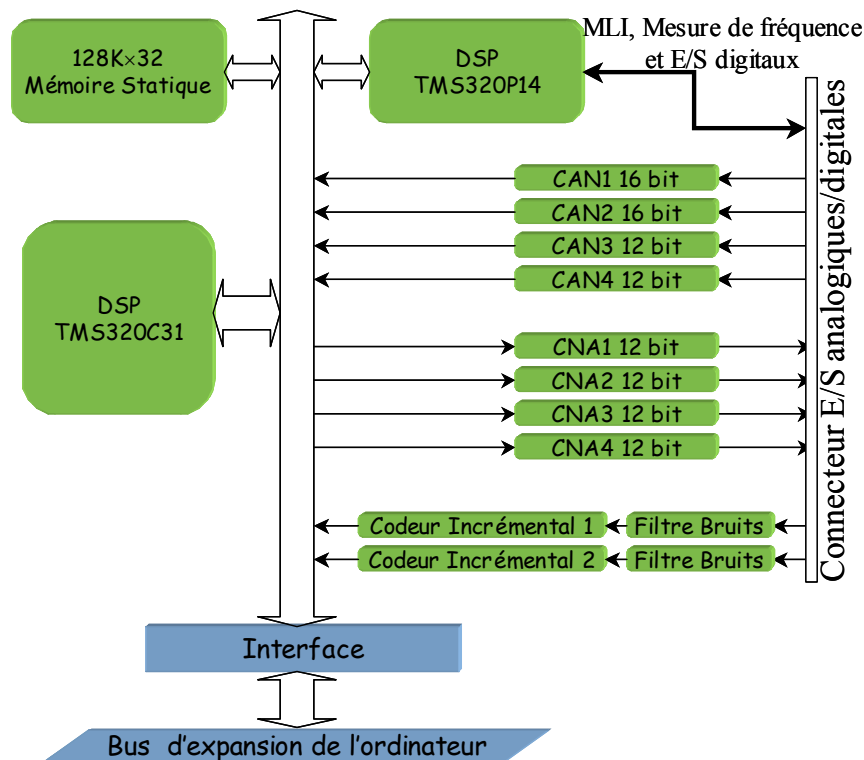 128K×32
Mémoire Statique
DSP
TMS320P14
MLI, Mesure de fréquence
et E/S digitaux
CAN1 16 bit
CAN2 16 bit
CAN3 12 bit
CAN4 12 bit
DSP
TMS320C31
CNA1 12 bit
CNA2 12 bit
CNA3 12 bit
CNA4 12 bit
Codeur Incrémental 1
Filtre Bruits
Codeur Incrémental 2
Filtre Bruits
Connecteur E/S analogiques/digitales
Interface
Bus d’expansion de l’ordinateur